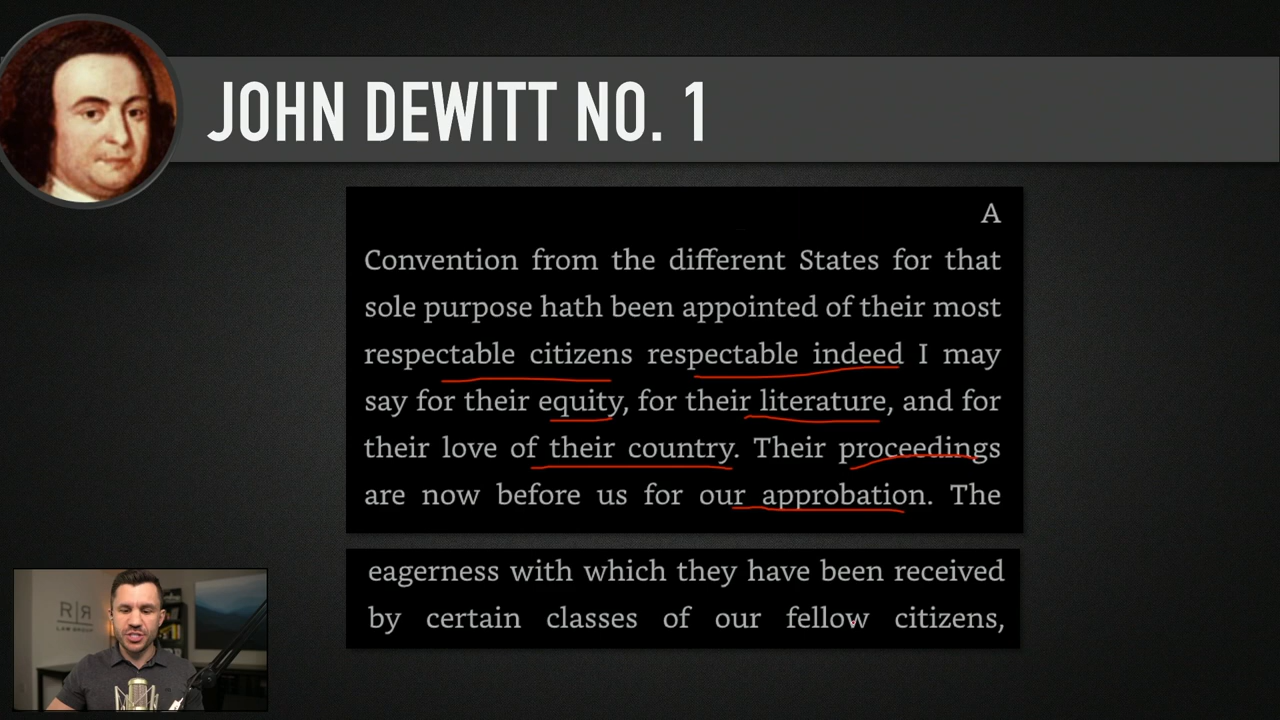 JOHN DEWITT NO. 1
A
Convention from the different States for that
sole purpose hath been appointed of their most
respectable citizens respectable indeed I may
say for their equity, for their literature, and for
their love of their country. Their proceedings
are now before us for our approbation. The
eagerness with which they have been received
by certain classes of our fellow citizens,
R|R
LAW GROUP